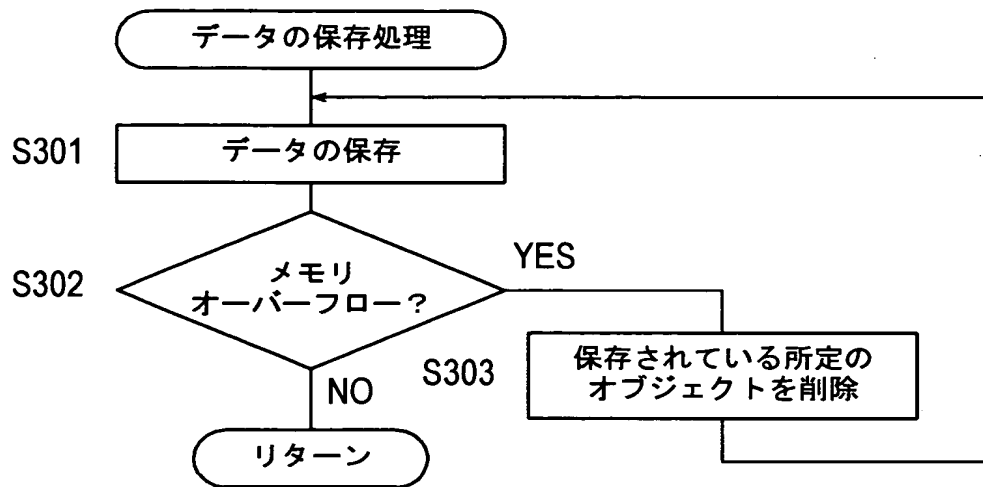 データの保存処理
S301
データの保存
S302
メモリ
オーバーフロー?
YES
S303
保存されている所定の
オブジェクトを削除
NO
リターン